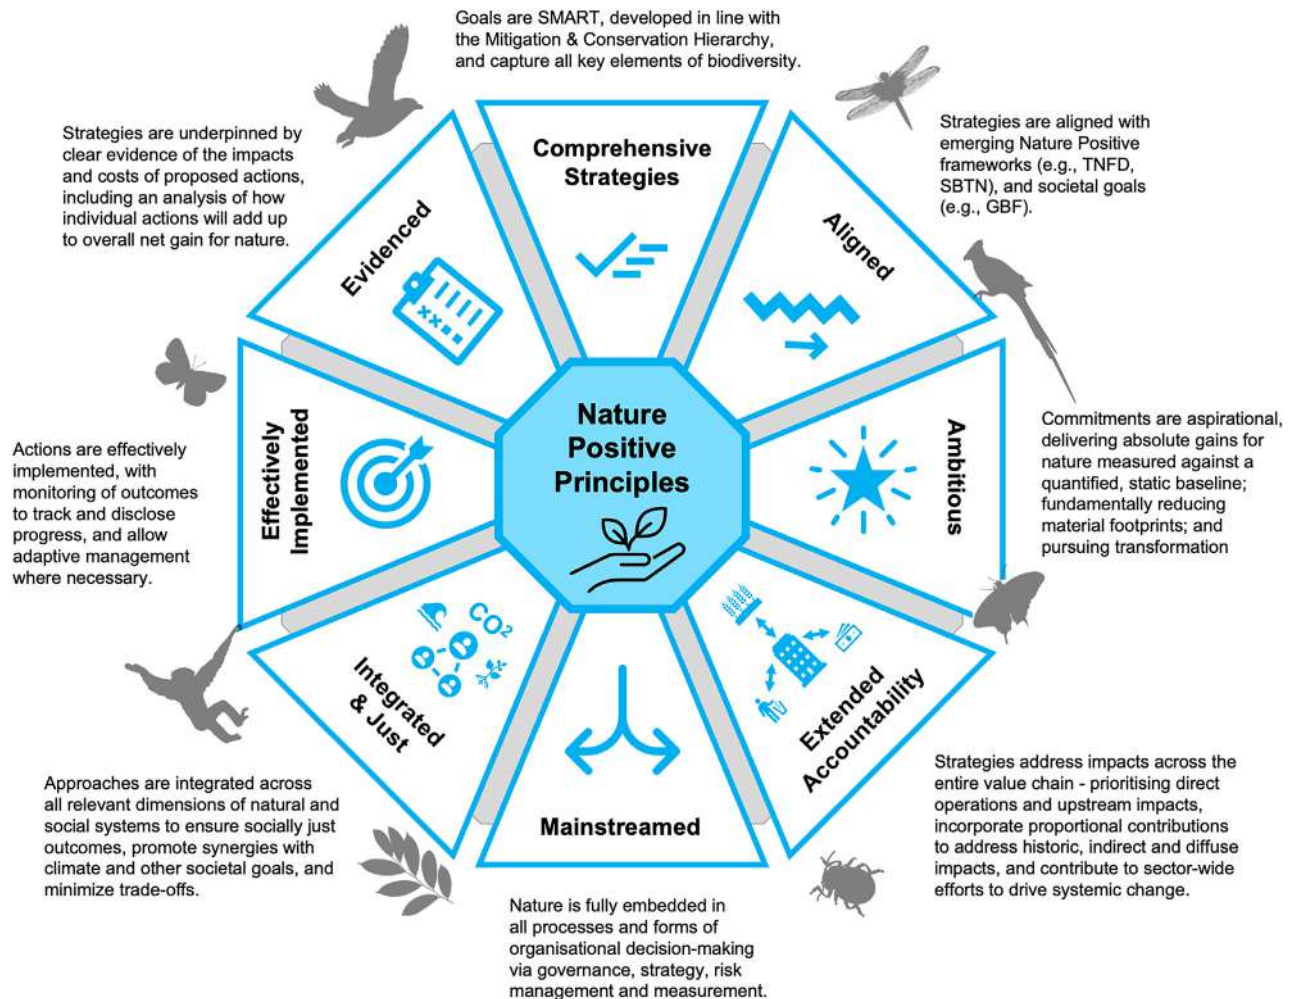 Goals are SMART, developed in line with
the Mitigation & Conservation Hierarchy,
and capture all key elements of biodiversity.
Comprehensive
Strategies
Strategies are aligned with
emerging Nature Positive
frameworks (e.g., TNFD,
SBTN), and societal goals
(e.g., GBF).
Aligned
Commitments are aspirational,
delivering absolute gains for
nature measured against a
quantified, static baseline;
fundamentally reducing
material footprints; and
pursuing transformation
Ambitious
Strategies address impacts across the
entire value chain - prioritising direct
operations and upstream impacts,
incorporate proportional contributions
to address historic, indirect and diffuse
impacts, and contribute to sector-wide
efforts to drive systemic change.
Extended
Accountability
Mainstreamed
Nature is fully embedded in
all processes and forms of
organisational decision-making
via governance, strategy, risk
management and measurement.
CO²
Integrated
& Just
Approaches are integrated across
all relevant dimensions of natural and
social systems to ensure socially just
outcomes, promote synergies with
climate and other societal goals, and
minimize trade-offs.
Effectively
Implemented
Actions are effectively
implemented, with
monitoring of outcomes
to track and disclose
progress, and allow
adaptive management
where necessary.
Evidenced
Strategies are underpinned by
clear evidence of the impacts
and costs of proposed actions,
including an analysis of how
individual actions will add up
to overall net gain for nature.
Nature
Positive
Principles